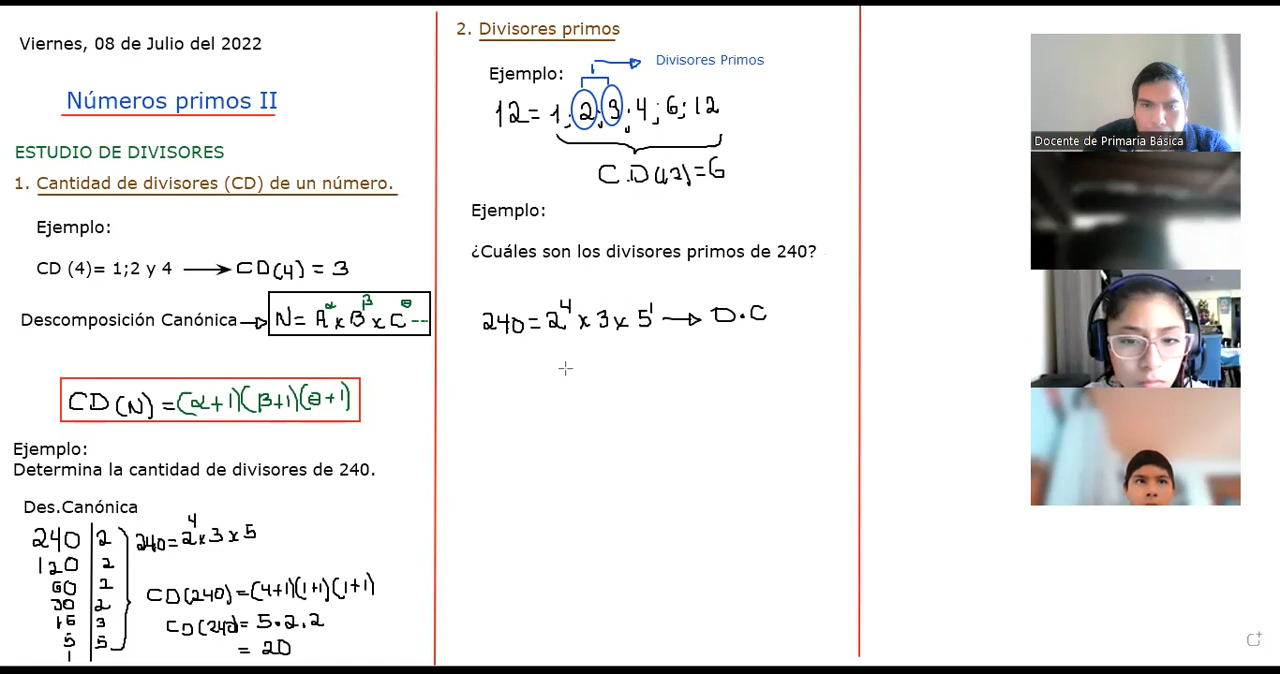 Viernes, 08 de Julio del 2022
Números primos II
ESTUDIO DE DIVISORES
1. Cantidad de divisores (CD) de un número.
Ejemplo:
CD (4)= 1;2 y 4 → CD(4) = 3
Descomposición Canónica → N = A^α x B^β x C^θ ---
CD(N) = (α+1)(β+1)(θ+1)
Ejemplo:
Determina la cantidad de divisores de 240.
Des.Canónica
240 | 2
120 | 2
60 | 2
30 | 2
15 | 3
5 | 5
1
240 = 2^4 x 3 x 5
CD(240) = (4+1)(1+1)(1+1)
CD(240) = 5.2.2
= 20
2. Divisores primos
Divisores Primos
Ejemplo:
12 = 1; 2; 3; 4; 6; 12
C.D(12) = 6
Ejemplo:
¿Cuáles son los divisores primos de 240?
240 = 2^4 x 3 x 5^1 → D.C
Docente de Primaria Básica